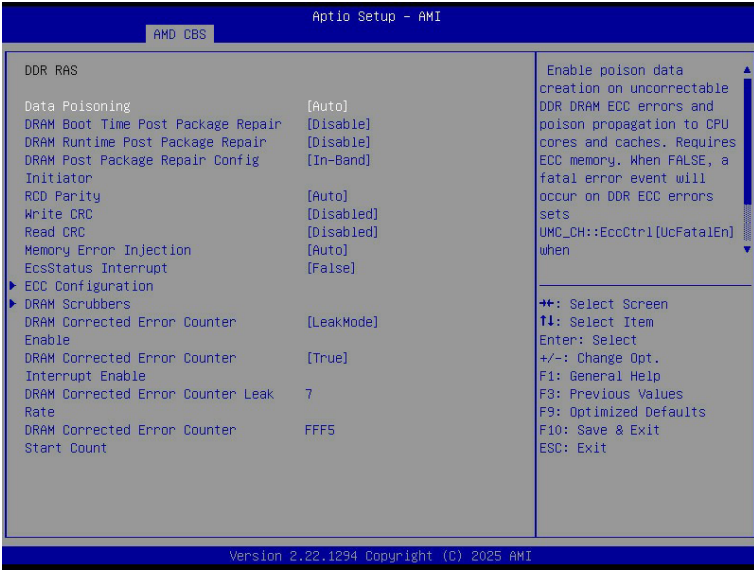 Aptio Setup - AMI
AMD CBS
DDR RAS
Data Poisoning [Auto]
DRAM Boot Time Post Package Repair [Disable]
DRAM Runtime Post Package Repair [Disable]
DRAM Post Package Repair Config [In-Band]
Initiator
RCD Parity [Auto]
Write CRC [Disabled]
Read CRC [Disabled]
Memory Error Injection [Auto]
EcsStatus Interrupt [False]
ECC Configuration
DRAM Scrubbers
DRAM Corrected Error Counter [LeakMode]
Enable
DRAM Corrected Error Counter [True]
Interrupt Enable
DRAM Corrected Error Counter Leak 7
Rate
DRAM Corrected Error Counter FFF5
Start Count
Enable poison data
creation on uncorrectable
DDR DRAM ECC errors and
poison propagation to CPU
cores and caches. Requires
ECC memory. When FALSE, a
fatal error event will
occur on DDR ECC errors
sets
UMC_CH::EccCtrl[UcFatalEn]
when
→←: Select Screen
↑↓: Select Item
Enter: Select
+/-: Change Opt.
F1: General Help
F3: Previous Values
F9: Optimized Defaults
F10: Save & Exit
ESC: Exit
Version 2.22.1294 Copyright (C) 2025 AMI